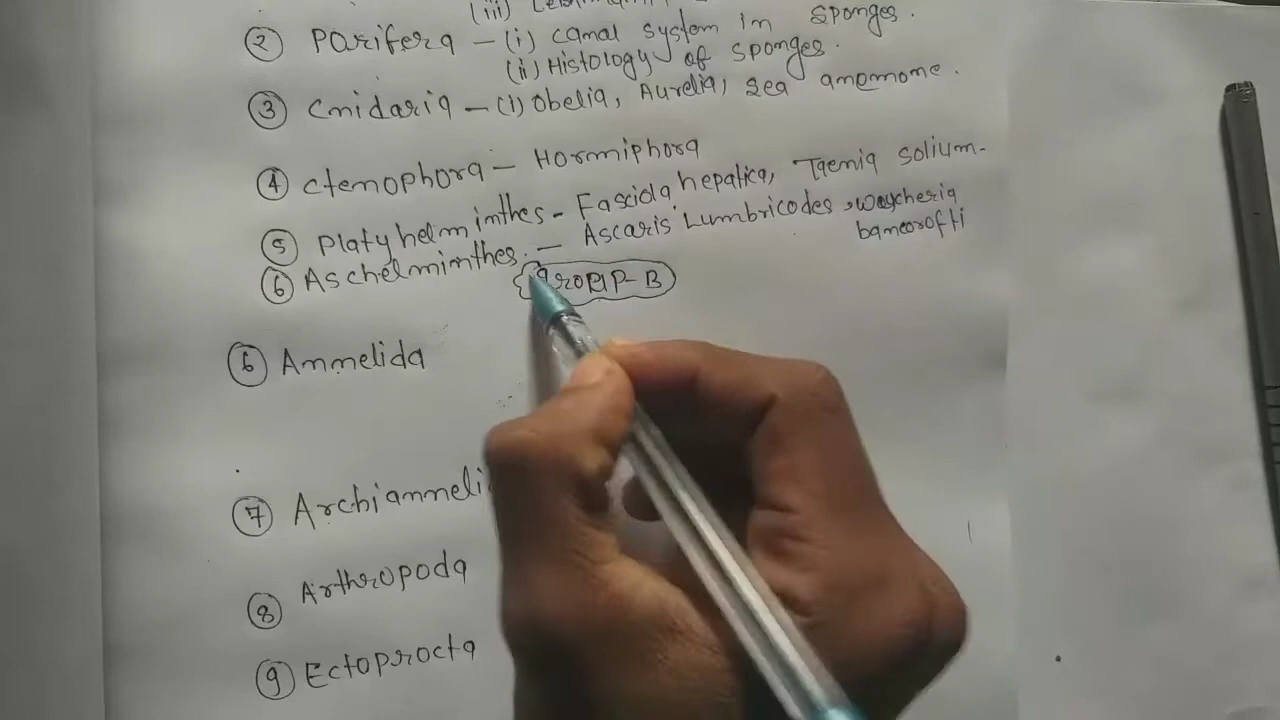 (iii)
② Porifera – (i) canal system in sponges.
(ii) Histology of sponges.
③ Cnidaria – (i) Obelia, Aurelia, sea anemone.
④ ctenophora – Hormiphora
⑤ Platyhelminthes – Fasciola hepatica, Taenia solium.
⑥ Aschelminthes. – Ascaris Lumbricodes,
bancrofti
GROUP-B
⑥ Annelida
⑦ Archianneli
⑧ Arthropoda
⑨ Ectoprocta